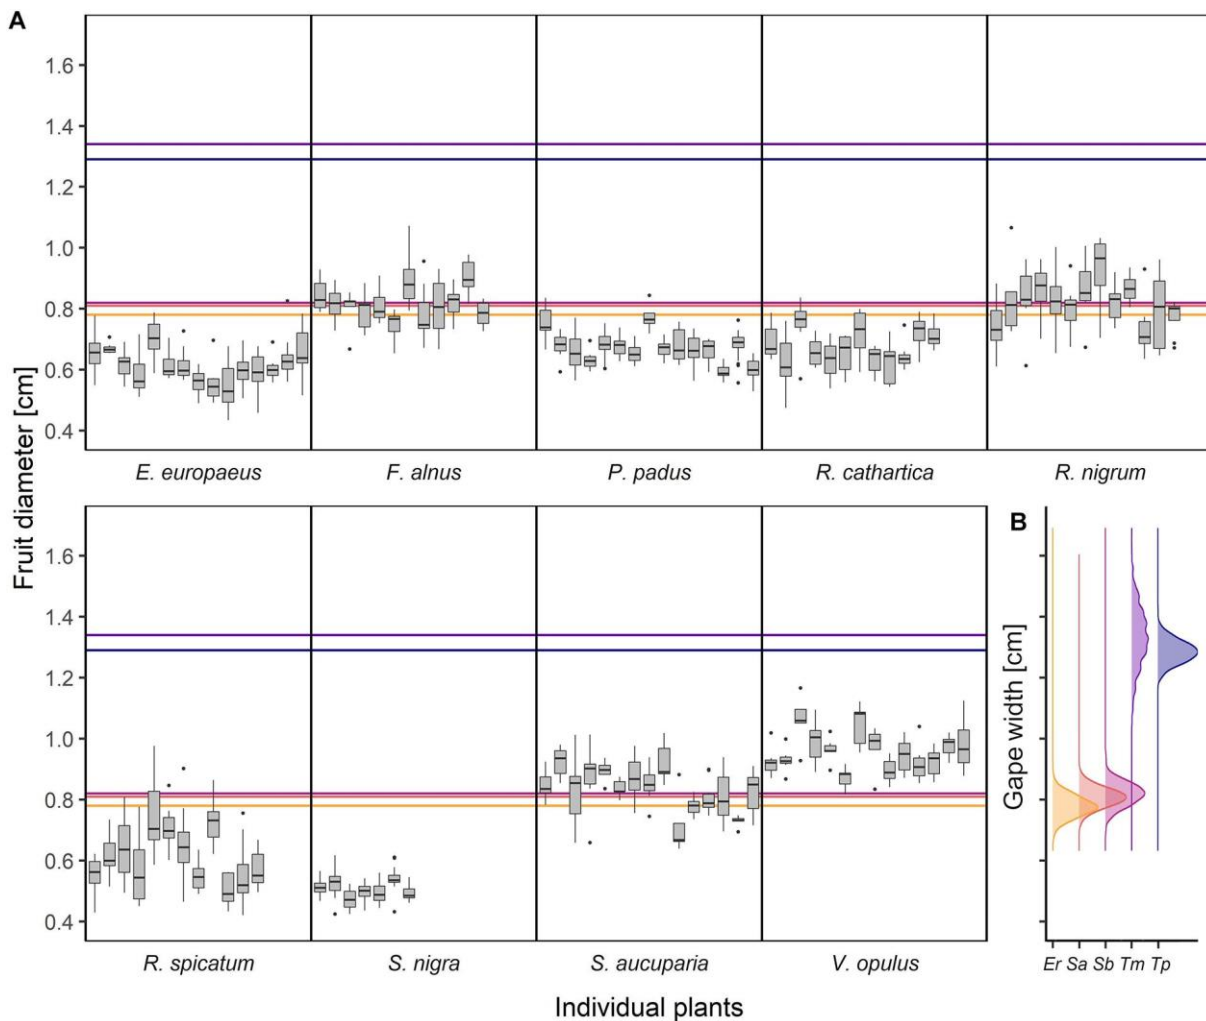 A
1.6
1.4
1.2
1.0
0.8
0.6
0.4
E. europaeus F. alnus P. padus R. cathartica R. nigrum
Fruit diameter [cm]
1.6
1.4
1.2
1.0
0.8
0.6
0.4
R. spicatum S. nigra S. aucuparia V. opulus
Individual plants
B
Gape width [cm]
Er Sa Sb Tm Tp